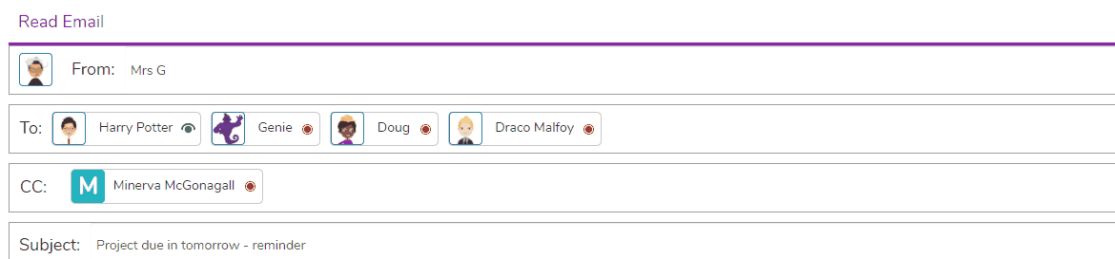 Read Email
From: Mrs G
To: Harry Potter Genie Doug Draco Malfoy
CC: M Minerva McGonagall
Subject: Project due in tomorrow - reminder